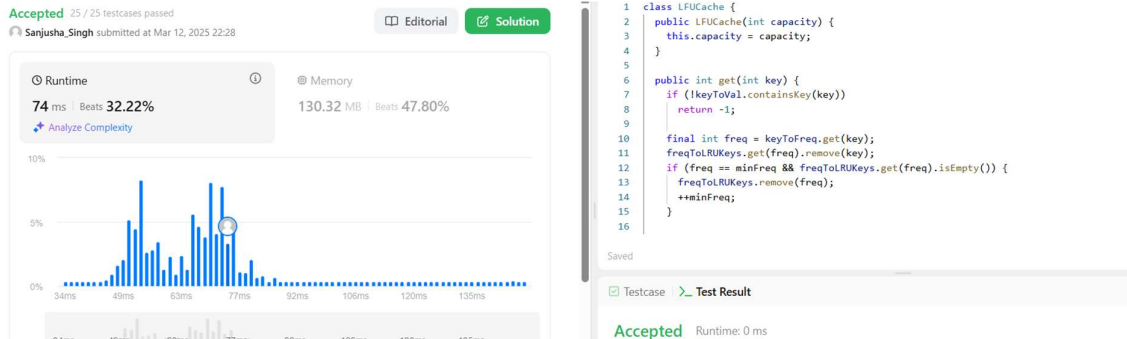 Accepted 25 / 25 testcases passed
Editorial
Solution
Sanjusha_Singh submitted at Mar 12, 2025 22:28
Runtime
74 ms | Beats 32.22%
Analyze Complexity
Memory
130.32 MB | Beats 47.80%
10%
5%
0%
34ms 49ms 63ms 77ms 92ms 106ms 120ms 135ms
1 class LFUCache {
2 public LFUCache(int capacity) {
3 this.capacity = capacity;
4 }
5
6 public int get(int key) {
7 if (!keyToVal.containsKey(key))
8 return -1;
9
10 final int freq = keyToFreq.get(key);
11 freqToLRUKeys.get(freq).remove(key);
12 if (freq == minFreq && freqToLRUKeys.get(freq).isEmpty()) {
13 freqToLRUKeys.remove(freq);
14 ++minFreq;
15 }
16
Saved
Testcase | >_ Test Result
Accepted Runtime: 0 ms